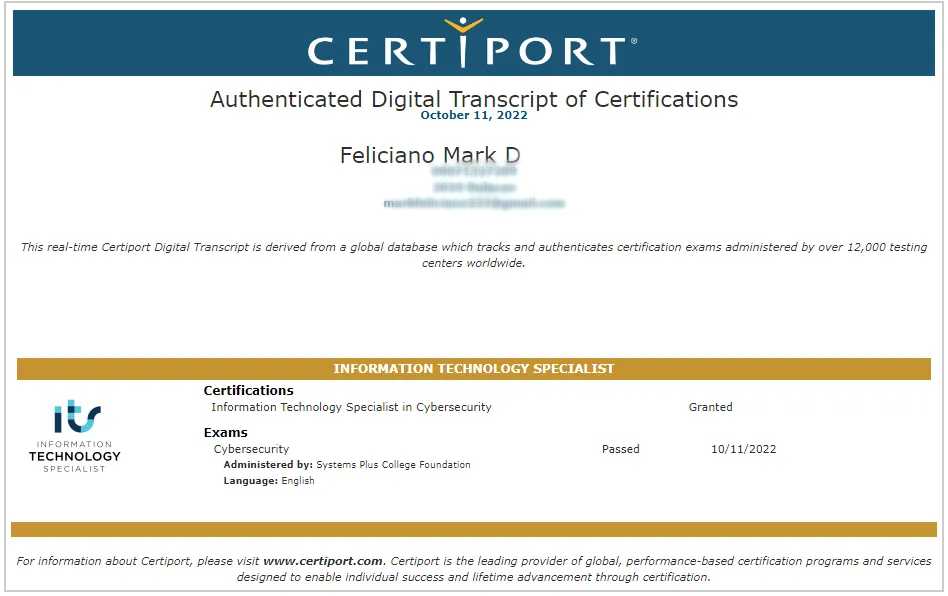 CERTIPORT®
Authenticated Digital Transcript of Certifications
October 11, 2022
Feliciano Mark D
This real-time Certiport Digital Transcript is derived from a global database which tracks and authenticates certification exams administered by over 12,000 testing
centers worldwide.
INFORMATION TECHNOLOGY SPECIALIST
its
INFORMATION
TECHNOLOGY
SPECIALIST
Certifications
Information Technology Specialist in Cybersecurity Granted
Exams
Cybersecurity Passed 10/11/2022
Administered by: Systems Plus College Foundation
Language: English
For information about Certiport, please visit www.certiport.com. Certiport is the leading provider of global, performance-based certification programs and services
designed to enable individual success and lifetime advancement through certification.